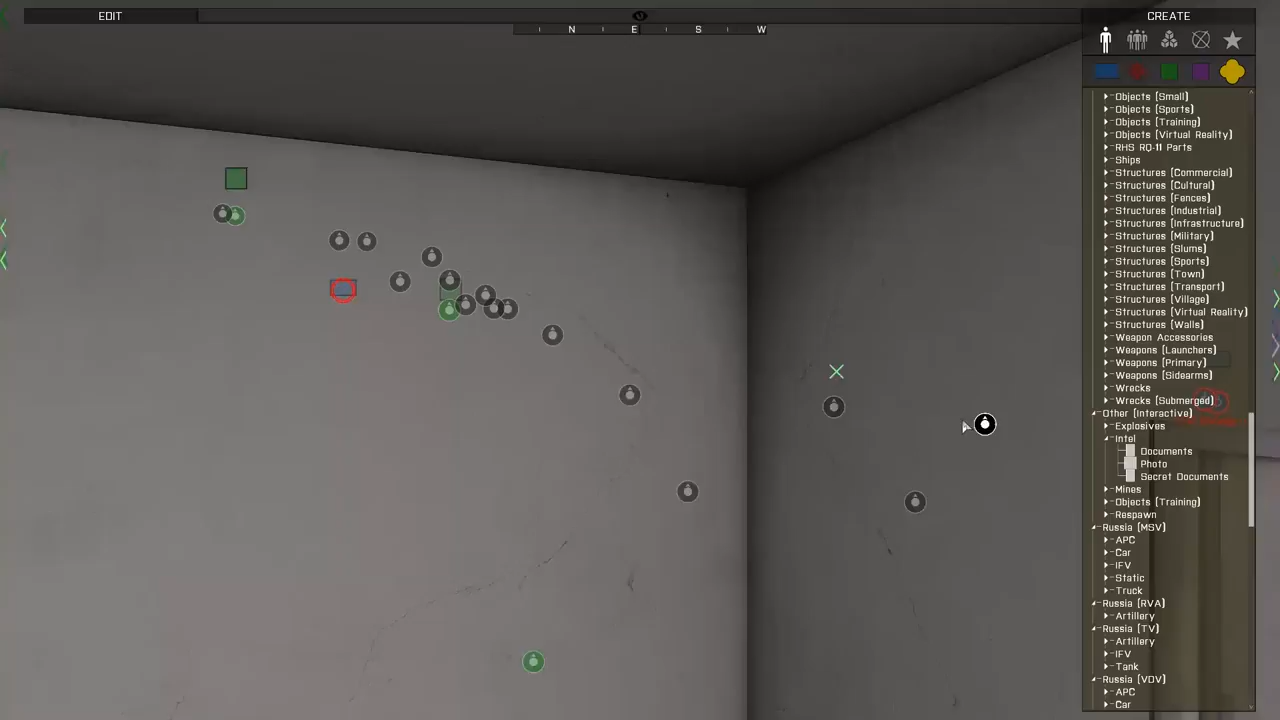 EDIT
CREATE
N E S W
Objects (Small)
Objects (Sports)
Objects (Training)
Objects (Virtual Reality)
RHS RQ-11 Parts
Ships
Structures (Commercial)
Structures (Cultural)
Structures (Fences)
Structures (Industrial)
Structures (Infrastructure)
Structures (Military)
Structures (Slums)
Structures (Sports)
Structures (Town)
Structures (Transport)
Structures (Village)
Structures (Virtual Reality)
Structures (Walls)
Weapon Accessories
Weapons (Launchers)
Weapons (Primary)
Weapons (Sidearms)
Wrecks
Wrecks (Submerged)
Other (Interactive)
Explosives
Intel
Documents
Photo
Secret Documents
Mines
Objects (Training)
Respawn
Russia (MSV)
APC
Car
IFV
Static
Truck
Russia (RVA)
Artillery
Russia (TV)
Artillery
IFV
Tank
Russia (VDV)
APC
Car